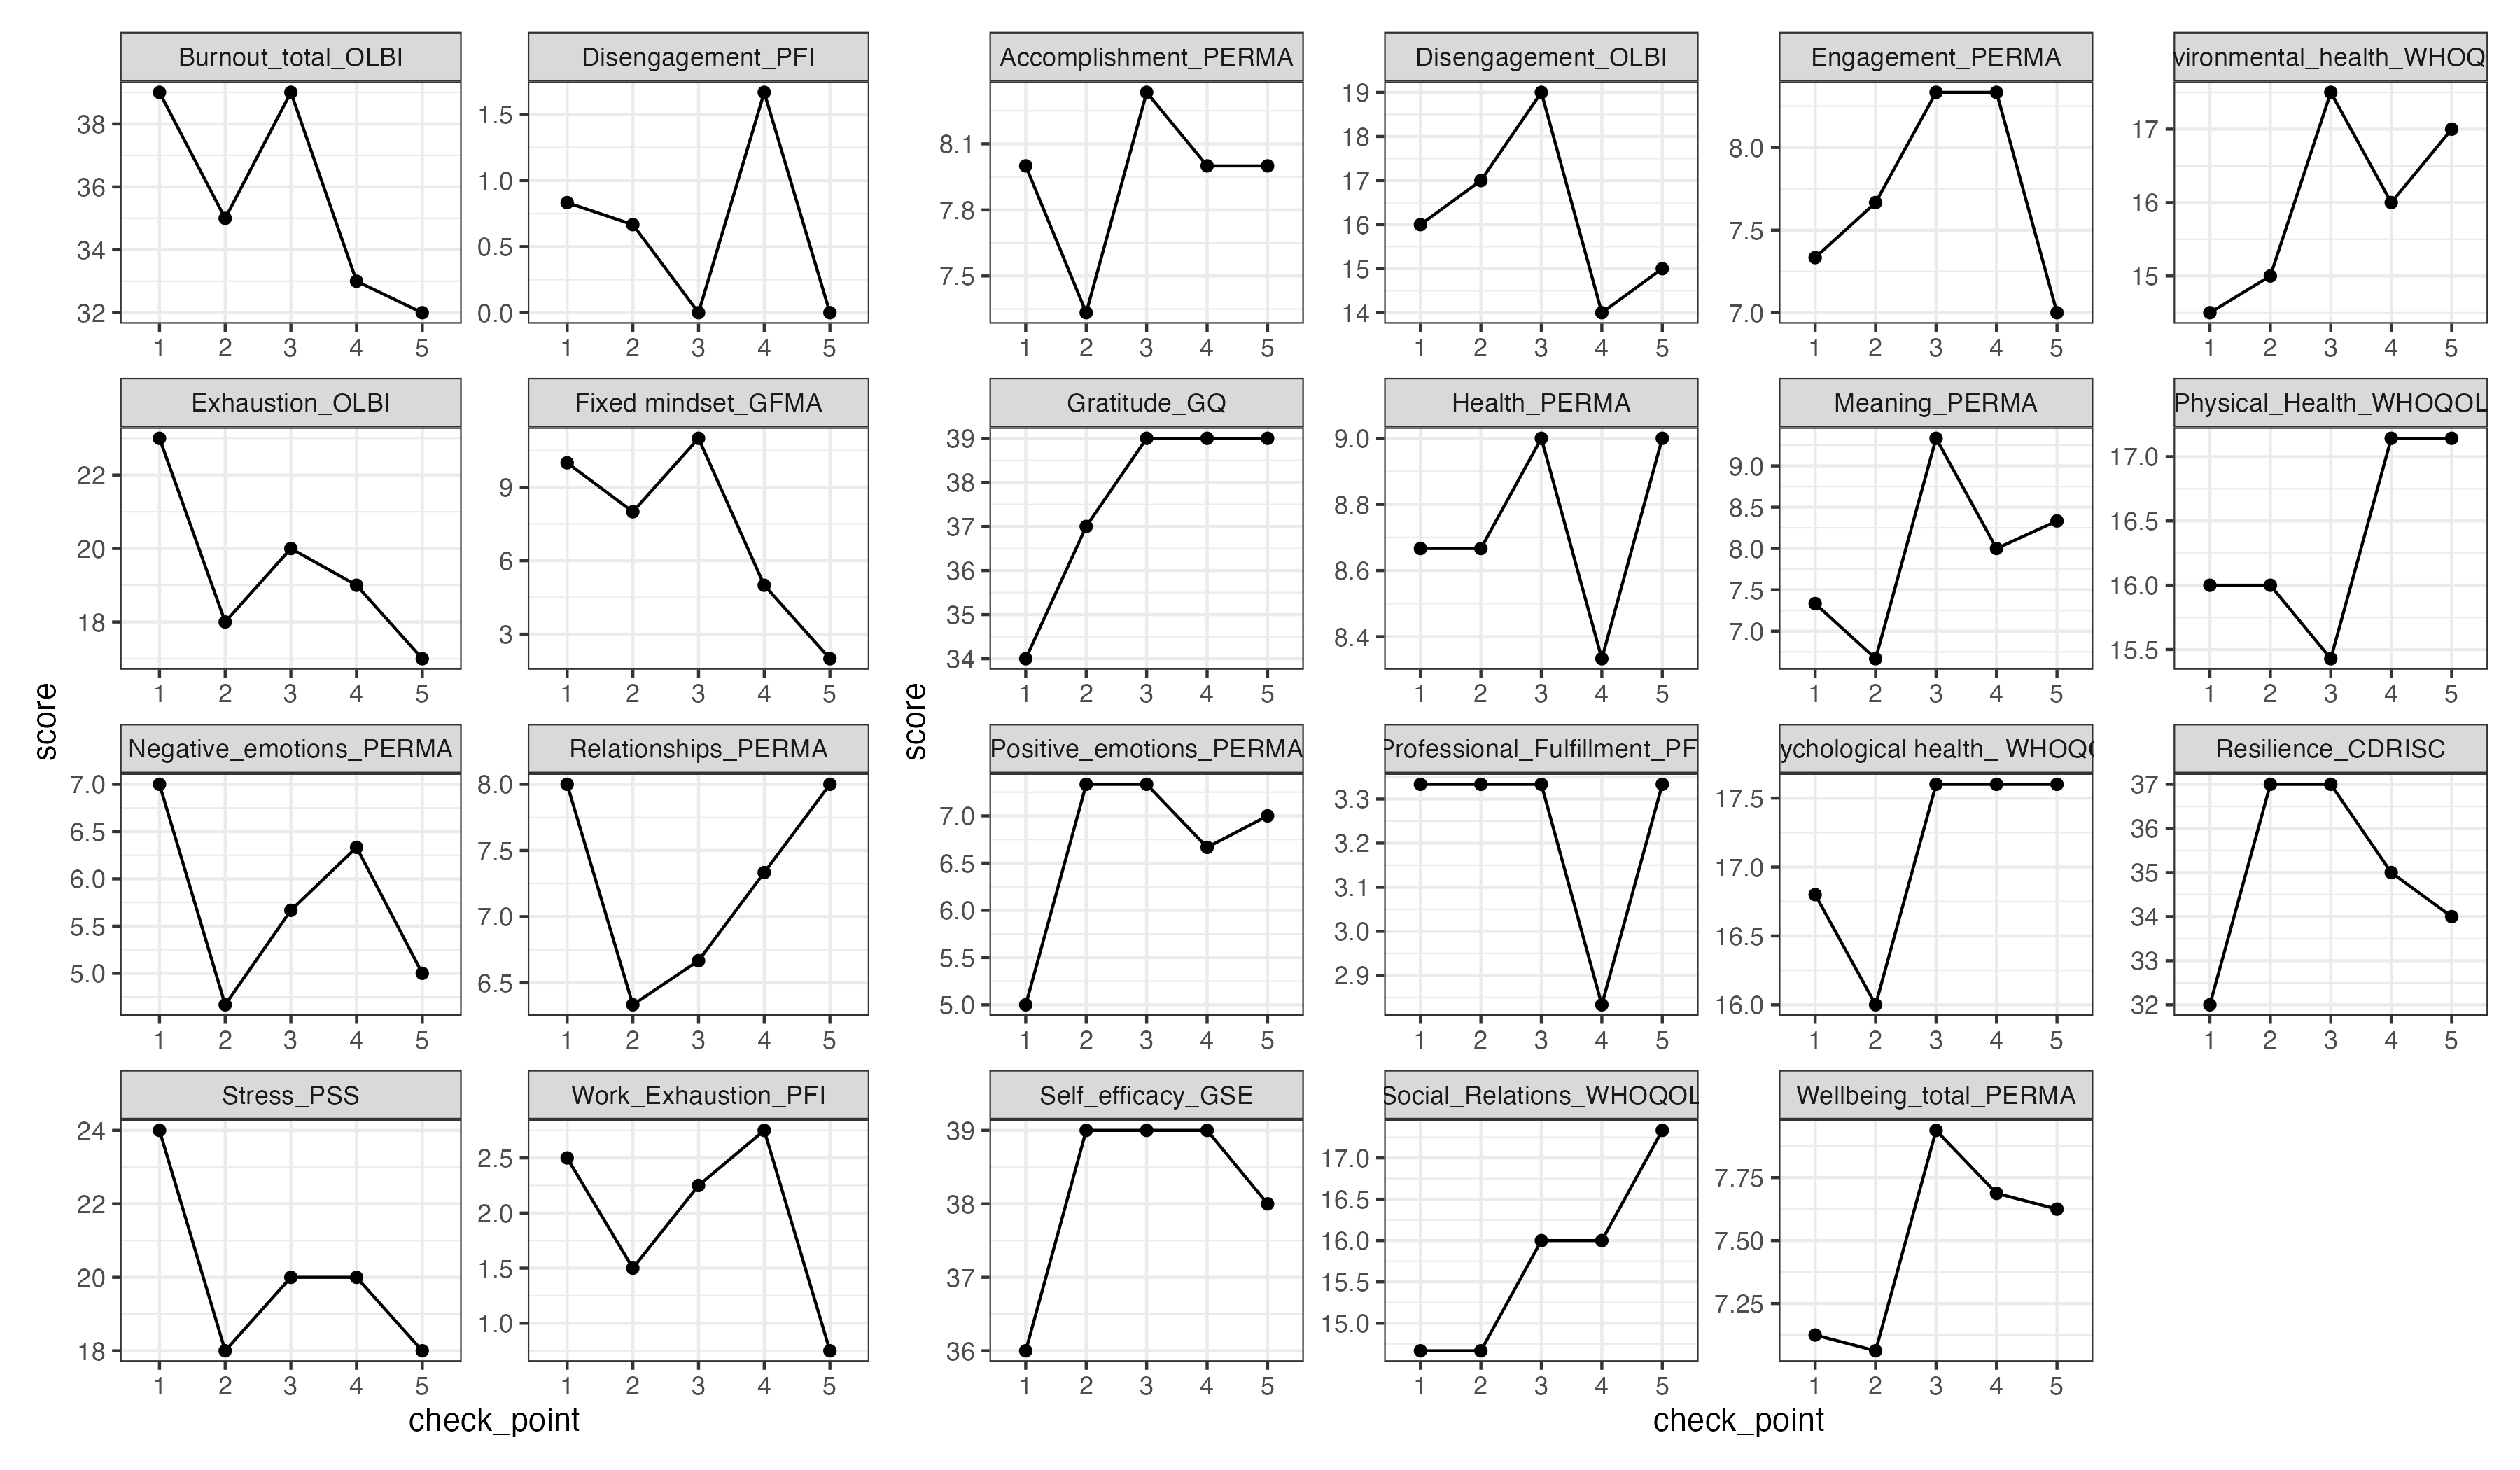 Burnout_total_OLBI
38
36
34
32
1 2 3 4 5
Disengagement_PFI
1.5
1.0
0.5
0.0
1 2 3 4 5
Exhaustion_OLBI
22
20
18
1 2 3 4 5
Fixed mindset_GFMA
9
6
3
1 2 3 4 5
Negative_emotions_PERMA
7.0
6.5
6.0
5.5
5.0
1 2 3 4 5
Relationships_PERMA
8.0
7.5
7.0
6.5
1 2 3 4 5
Stress_PSS
24
22
20
18
1 2 3 4 5
Work_Exhaustion_PFI
2.5
2.0
1.5
1.0
1 2 3 4 5
score
check_point
Accomplishment_PERMA
8.1
7.8
7.5
1 2 3 4 5
Disengagement_OLBI
19
18
17
16
15
14
1 2 3 4 5
Engagement_PERMA
8.0
7.5
7.0
1 2 3 4 5
vironmental_health_WHOQ
17
16
15
1 2 3 4 5
Gratitude_GQ
39
38
37
36
35
34
1 2 3 4 5
Health_PERMA
9.0
8.8
8.6
8.4
1 2 3 4 5
Meaning_PERMA
9.0
8.5
8.0
7.5
7.0
1 2 3 4 5
Physical_Health_WHOQOL
17.0
16.5
16.0
15.5
1 2 3 4 5
Positive_emotions_PERMA
7.0
6.5
6.0
5.5
5.0
1 2 3 4 5
Professional_Fulfillment_PF
3.3
3.2
3.1
3.0
2.9
1 2 3 4 5
ychological health_ WHOQ
17.5
17.0
16.5
16.0
1 2 3 4 5
Resilience_CDRISC
37
36
35
34
33
32
1 2 3 4 5
Self_efficacy_GSE
39
38
37
36
1 2 3 4 5
Social_Relations_WHOQOL
17.0
16.5
16.0
15.5
15.0
1 2 3 4 5
Wellbeing_total_PERMA
7.75
7.50
7.25
1 2 3 4 5
score
check_point